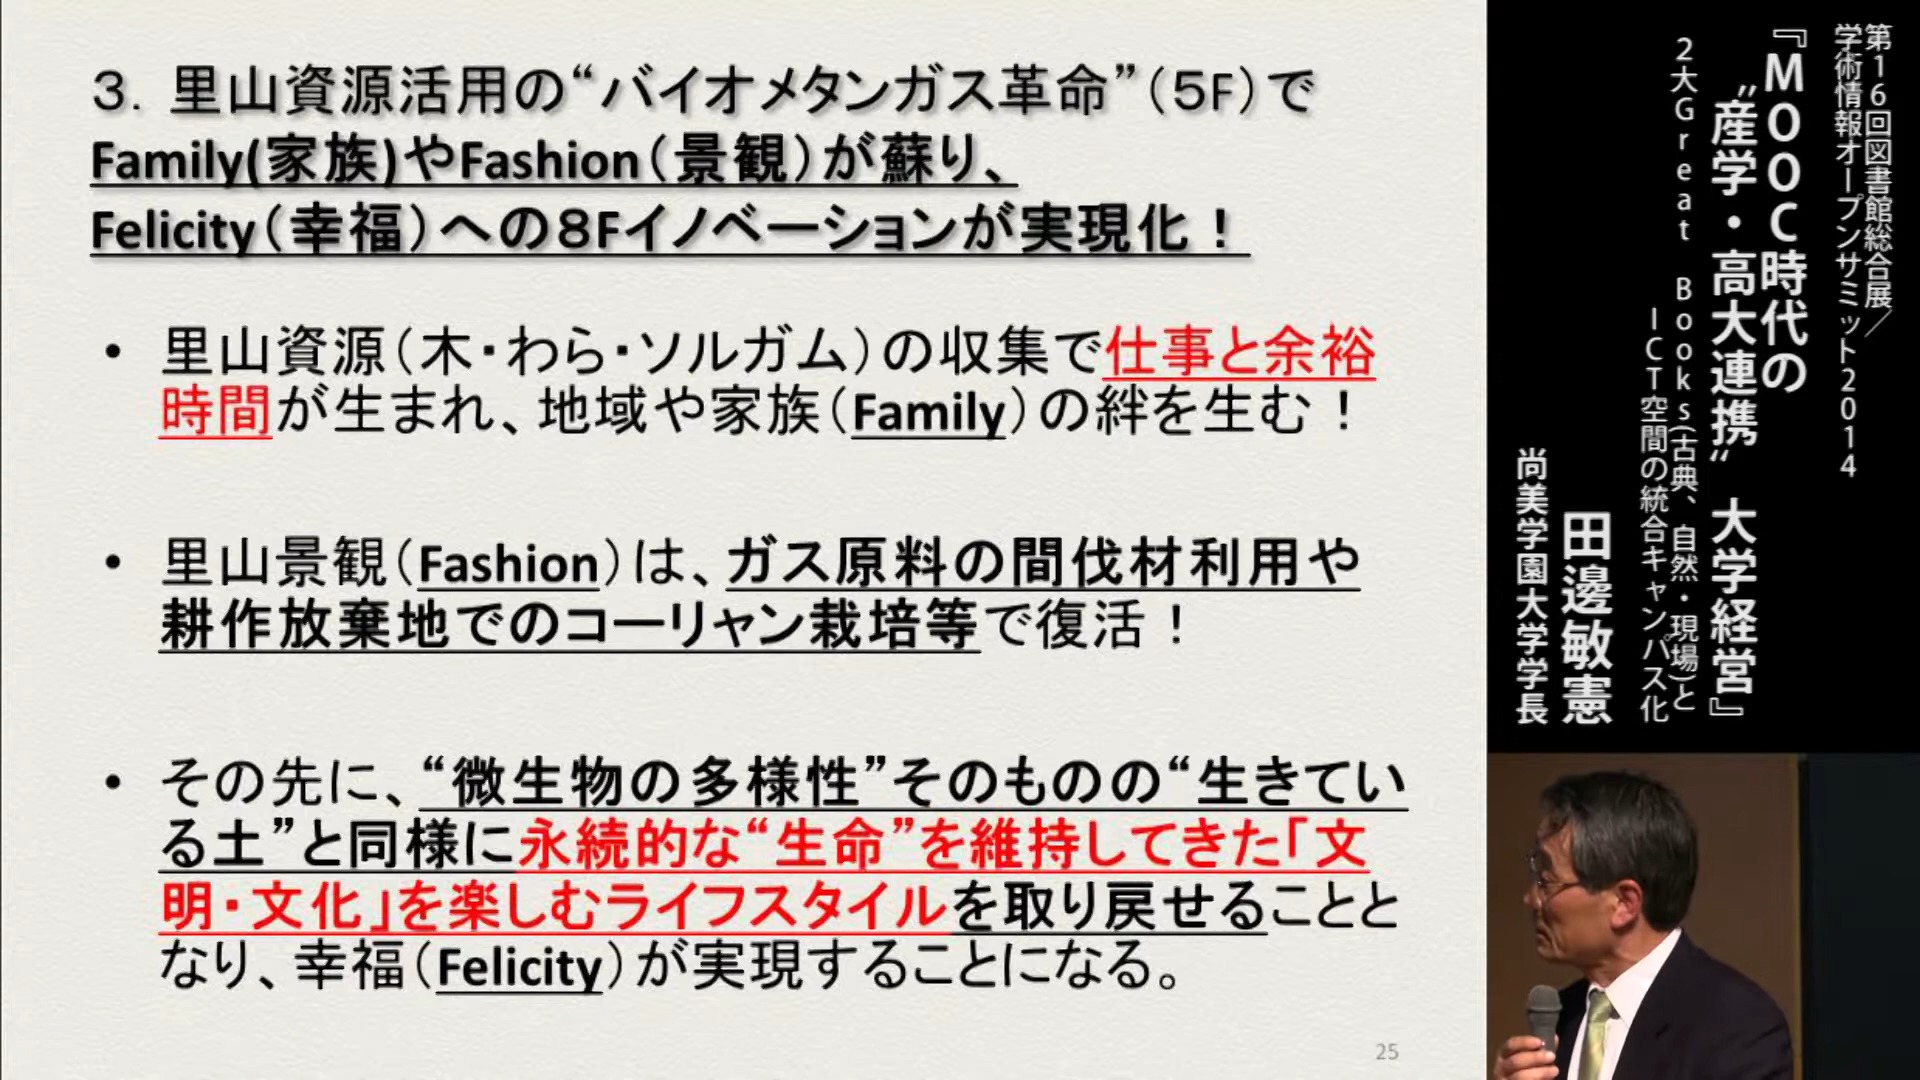 ３．里山資源活用の“バイオメタンガス革命”（５F）で
Family(家族)やFashion（景観）が蘇り、
Felicity（幸福）への８Fイノベーションが実現化！
• 里山資源（木・わら・ソルガム）の収集で仕事と余裕
時間が生まれ、地域や家族（Family）の絆を生む！
• 里山景観（Fashion）は、ガス原料の間伐材利用や
耕作放棄地でのコーリャン栽培等で復活！
• その先に、“微生物の多様性”そのものの“生きてい
る土”と同様に永続的な“生命”を維持してきた「文
明・文化」を楽しむライフスタイルを取り戻せることと
なり、幸福（Felicity）が実現することになる。
25
第16回図書館総合展／
学術情報オープンサミット2014
『MOOC時代の
“産学・高大連携” 大学経営』
2大Great Books(古典、自然・現場)と
ICT空間の統合キャンパス化
田邊敏憲
尚美学園大学学長